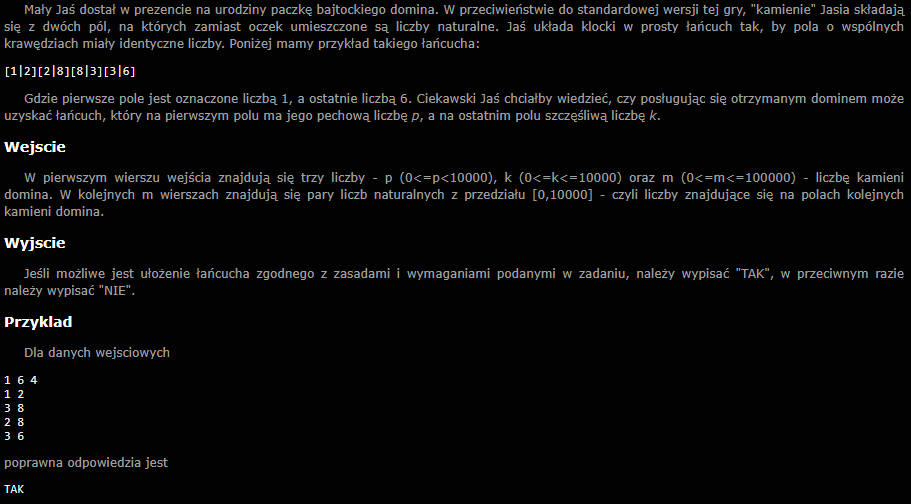 Mały Jaś dostał w prezencie na urodziny paczkę bajtockiego domina. W przeciwieństwie do standardowej wersji tej gry, "kamienie" Jasia składają
się z dwóch pól, na których zamiast oczek umieszczone są liczby naturalne. Jaś układa klocki w prosty łańcuch tak, by pola o wspólnych
krawędziach miały identyczne liczby. Poniżej mamy przykład takiego łańcucha:
[1|2][2|8][8|3][3|6]
Gdzie pierwsze pole jest oznaczone liczbą 1, a ostatnie liczbą 6. Ciekawski Jaś chciałby wiedzieć, czy posługując się otrzymanym dominem może
uzyskać łańcuch, który na pierwszym polu ma jego pechową liczbę p, a na ostatnim polu szczęśliwą liczbę k.
Wejscie
W pierwszym wierszu wejścia znajdują się trzy liczby - p (0<=p<10000), k (0<=k<=10000) oraz m (0<=m<=100000) - liczbę kamieni
domina. W kolejnych m wierszach znajdują się pary liczb naturalnych z przedziału [0,10000] - czyli liczby znajdujące się na polach kolejnych
kamieni domina.
Wyjscie
Jeśli możliwe jest ułożenie łańcucha zgodnego z zasadami i wymaganiami podanymi w zadaniu, należy wypisać "TAK", w przeciwnym razie
należy wypisać "NIE".
Przyklad
Dla danych wejsciowych
1 6 4
1 2
3 8
2 8
3 6
poprawna odpowiedzia jest
TAK